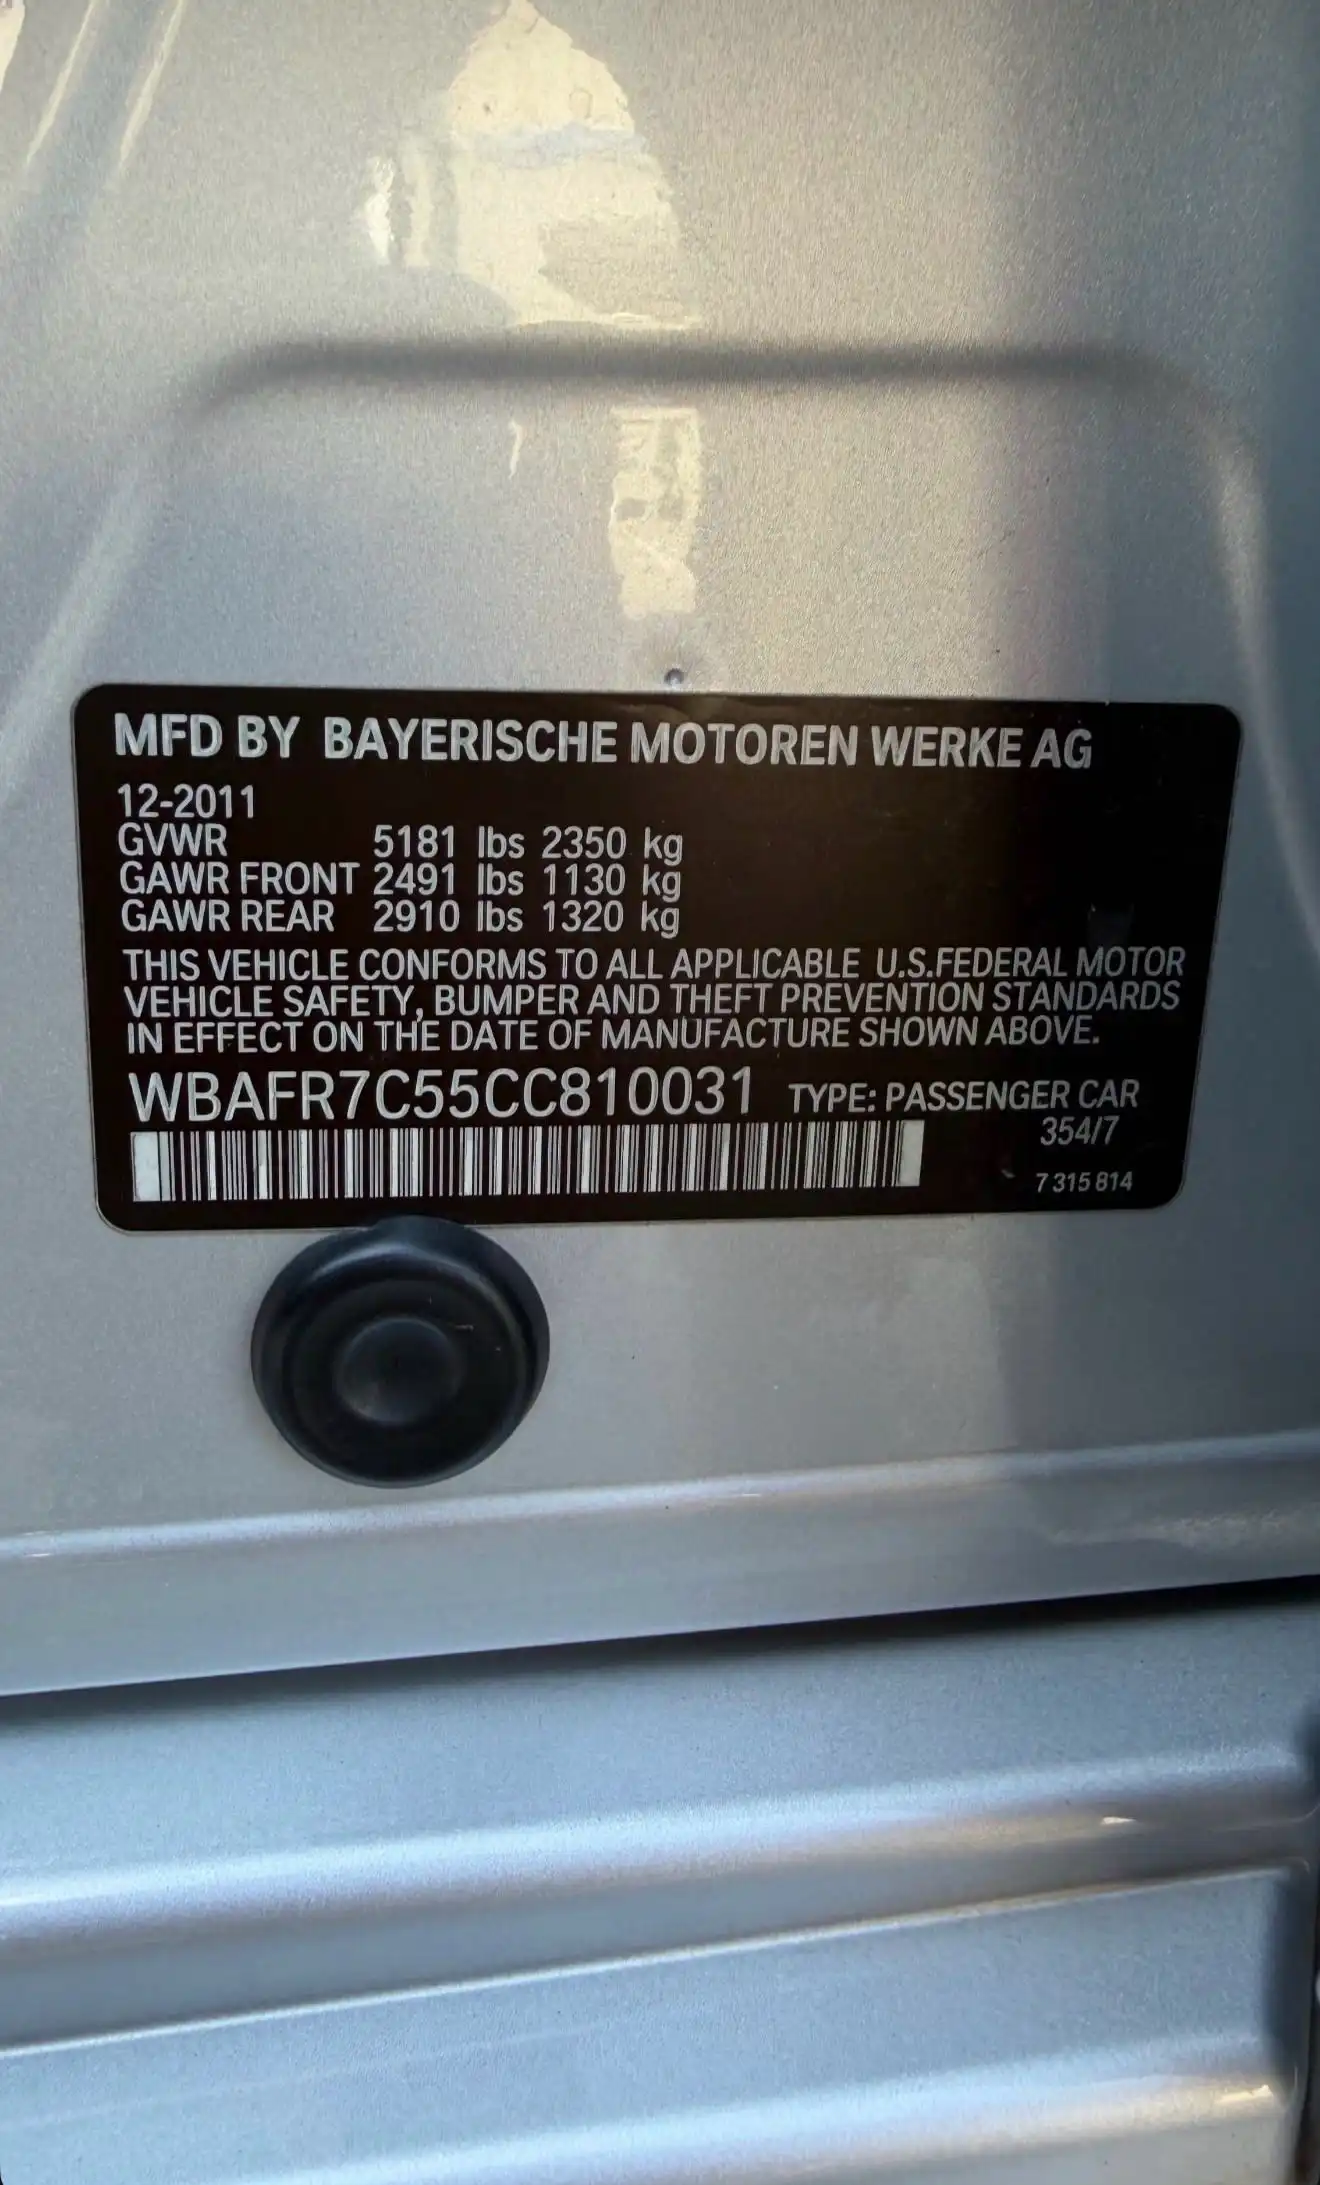 MFD BY BAYERISCHE MOTOREN WERKE AG
12-2011
GVWR 5181 lbs 2350 kg
GAWR FRONT 2491 lbs 1130 kg
GAWR REAR 2910 lbs 1320 kg
THIS VEHICLE CONFORMS TO ALL APPLICABLE U.S.FEDERAL MOTOR
VEHICLE SAFETY, BUMPER AND THEFT PREVENTION STANDARDS
IN EFFECT ON THE DATE OF MANUFACTURE SHOWN ABOVE.
WBAFR7C55CC810031 TYPE: PASSENGER CAR
354/7
7 315 814